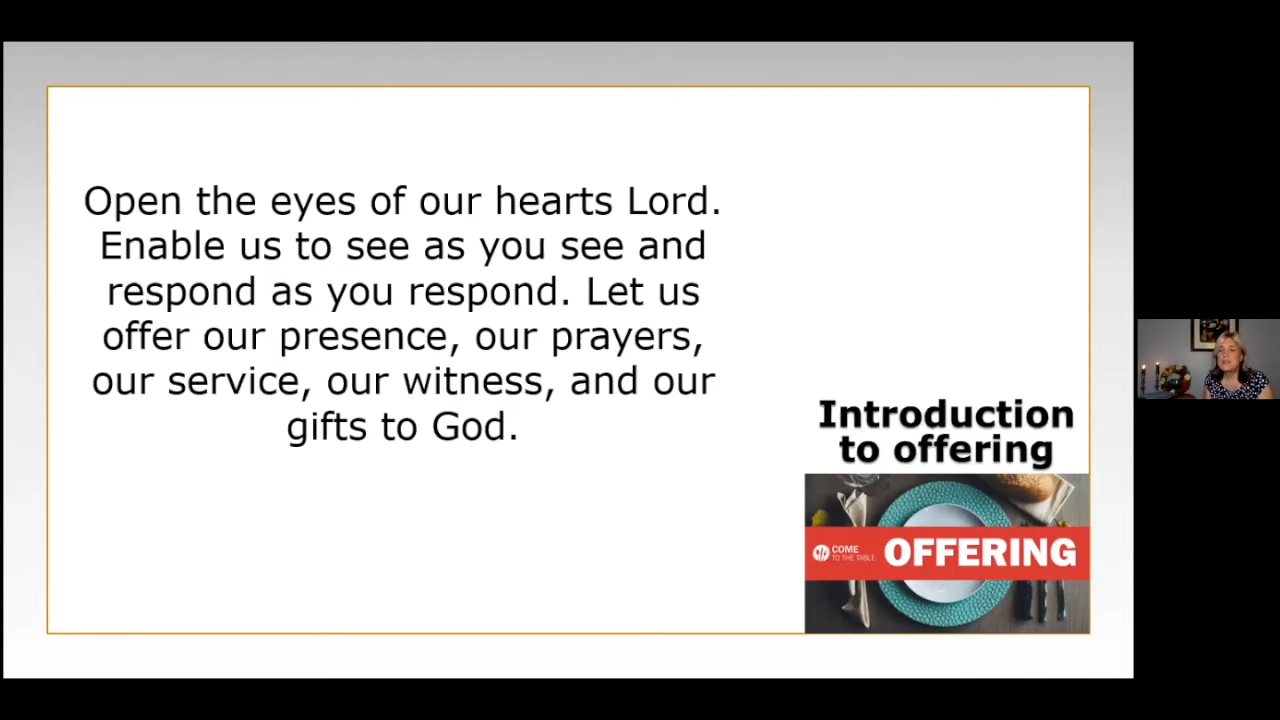 Open the eyes of our hearts Lord.
Enable us to see as you see and
respond as you respond. Let us
offer our presence, our prayers,
our service, our witness, and our
gifts to God.
Introduction
to offering
COME
TO THE TABLE
OFFERING